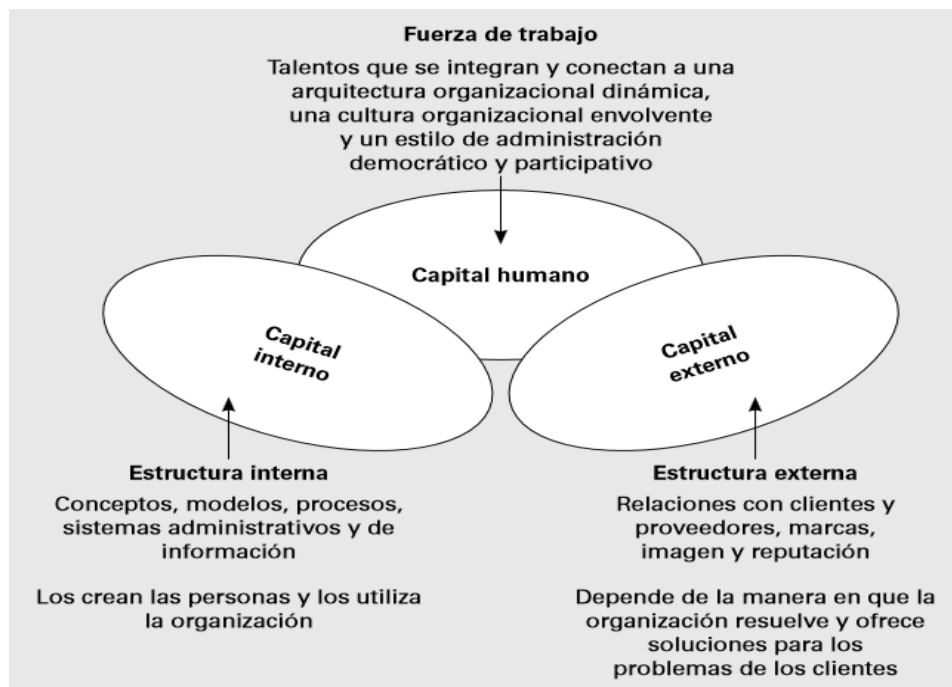 Fuerza de trabajo
Talentos que se integran y conectan a una
arquitectura organizacional dinámica,
una cultura organizacional envolvente
y un estilo de administración
democrático y participativo
Capital humano
Capital
interno
Capital
externo
Estructura interna
Conceptos, modelos, procesos,
sistemas administrativos y de
información
Los crean las personas y los utiliza
la organización
Estructura externa
Relaciones con clientes y
proveedores, marcas,
imagen y reputación
Depende de la manera en que la
organización resuelve y ofrece
soluciones para los
problemas de los clientes